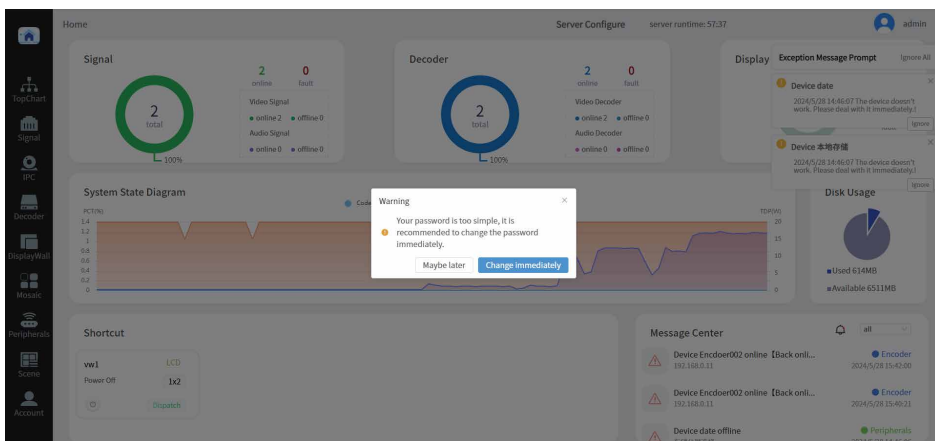 Home
Server Configure
server runtime: 57:37
admin
TopChart
Signal
IPC
Decoder
DisplayWall
Mosaic
Peripherals
Scene
Account
Signal
2
total
100%
2 0
online fault
Video Signal
online 2 offline 0
Audio Signal
online 0 offline 0
Decoder
2
total
100%
2 0
online fault
Video Decoder
online 2 offline 0
Audio Decoder
online 0 offline 0
Display
Exception Message Prompt
Ignore All
Device date
2024/5/28 14:46:07 The device doesn't
work. Please deal with it immediately.!
Ignore
Device 本地存储
2024/5/28 14:46:07 The device doesn't
work. Please deal with it immediately.!
Ignore
System State Diagram
Code
PCT(%)
1.4
1.2
1
0.8
0.6
0.4
0.2
0
TDP(W)
20
15
10
5
0
Warning
Your password is too simple, it is
recommended to change the password
immediately.
Maybe later
Change immediately
Disk Usage
Used 614MB
Available 6511MB
Shortcut
vw1
LCD
Power Off
1x2
Dispatch
Message Center
all
Device Encdoer002 online【Back onli...
Encoder
192.168.0.11
2024/5/28 15:42:00
Device Encdoer002 online【Back onli...
Encoder
192.168.0.11
2024/5/28 15:40:21
Device date offline
Peripherals